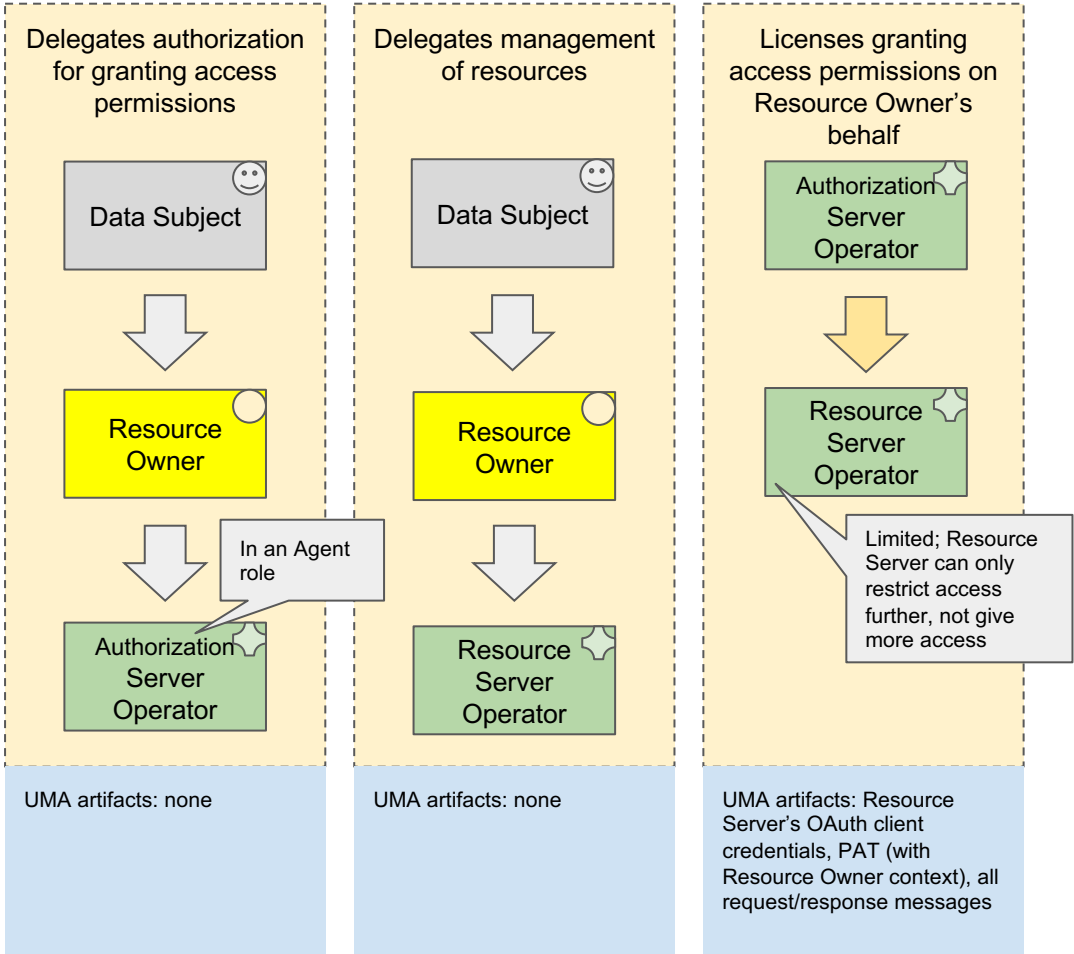 Delegates authorization
for granting access
permissions
Data Subject
Resource
Owner
In an Agent
role
Authorization
Server
Operator
UMA artifacts: none
Delegates management
of resources
Data Subject
Resource
Owner
Resource
Server
Operator
UMA artifacts: none
Licenses granting
access permissions on
Resource Owner’s
behalf
Authorization
Server
Operator
Resource
Server
Operator
Limited; Resource
Server can only
restrict access
further, not give
more access
UMA artifacts: Resource
Server’s OAuth client
credentials, PAT (with
Resource Owner context), all
request/response messages